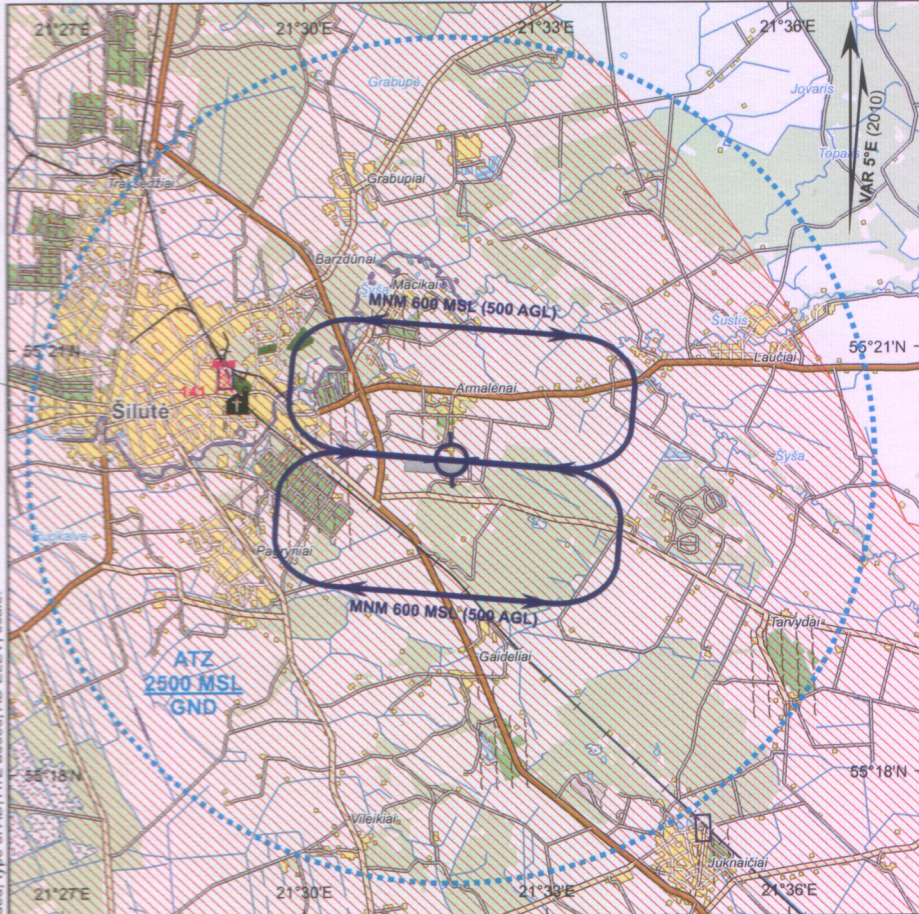 21°27'E
21°30'E
21°33'E
21°36'E
Grabupė
Jovaris
VAR 5°E (2010)
Grabupiai
Barzdūnai
Macikai
Šyša
MNM 600 MSL (500 AGL)
Šustis
55°21'N
55°21'N
Laučiai
Armalėnai
141
Šilutė
Šyša
Pagryniai
MNM 600 MSL (500 AGL)
Tarvydai
Gaideliai
ATZ
2500 MSL
GND
55°18'N
55°18'N
Vileikiai
Juknaičiai
21°27'E
21°30'E
21°33'E
21°36'E